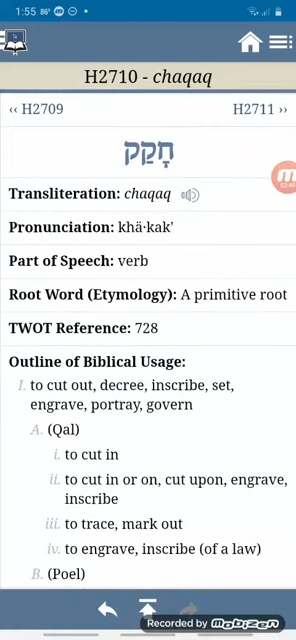 1:55 86°
H2710 - chaqaq
‹‹ H2709 H2711 ››
חָקַק
Transliteration: chaqaq
03:49
Pronunciation: khä·kak'
Part of Speech: verb
Root Word (Etymology): A primitive root
TWOT Reference: 728
Outline of Biblical Usage:
I. to cut out, decree, inscribe, set,
engrave, portray, govern
A. (Qal)
i. to cut in
ii. to cut in or on, cut upon, engrave,
inscribe
iii. to trace, mark out
iv. to engrave, inscribe (of a law)
B. (Poel)
Recorded by Mobizen